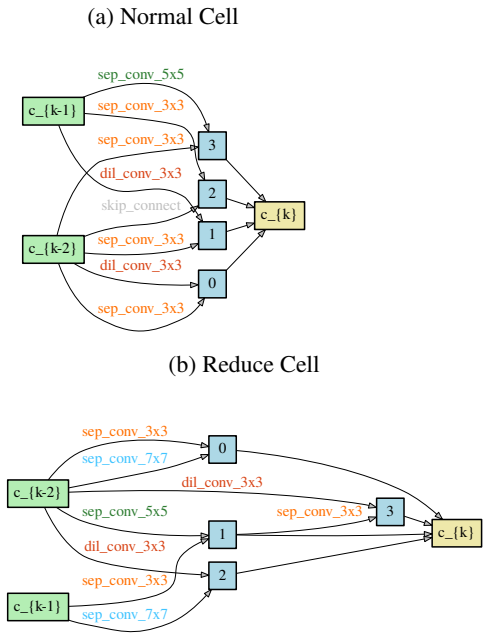 (a) Normal Cell
sep_conv_5x5
c_{k-1}
sep_conv_3x3
sep_conv_3x3
3
dil_conv_3x3
2
skip_connect
c_{k}
1
c_{k-2}
sep_conv_3x3
dil_conv_3x3
0
sep_conv_3x3
(b) Reduce Cell
sep_conv_3x3
0
sep_conv_7x7
dil_conv_3x3
c_{k-2}
sep_conv_5x5
sep_conv_3x3
3
1
c_{k}
dil_conv_3x3
2
sep_conv_3x3
c_{k-1}
sep_conv_7x7